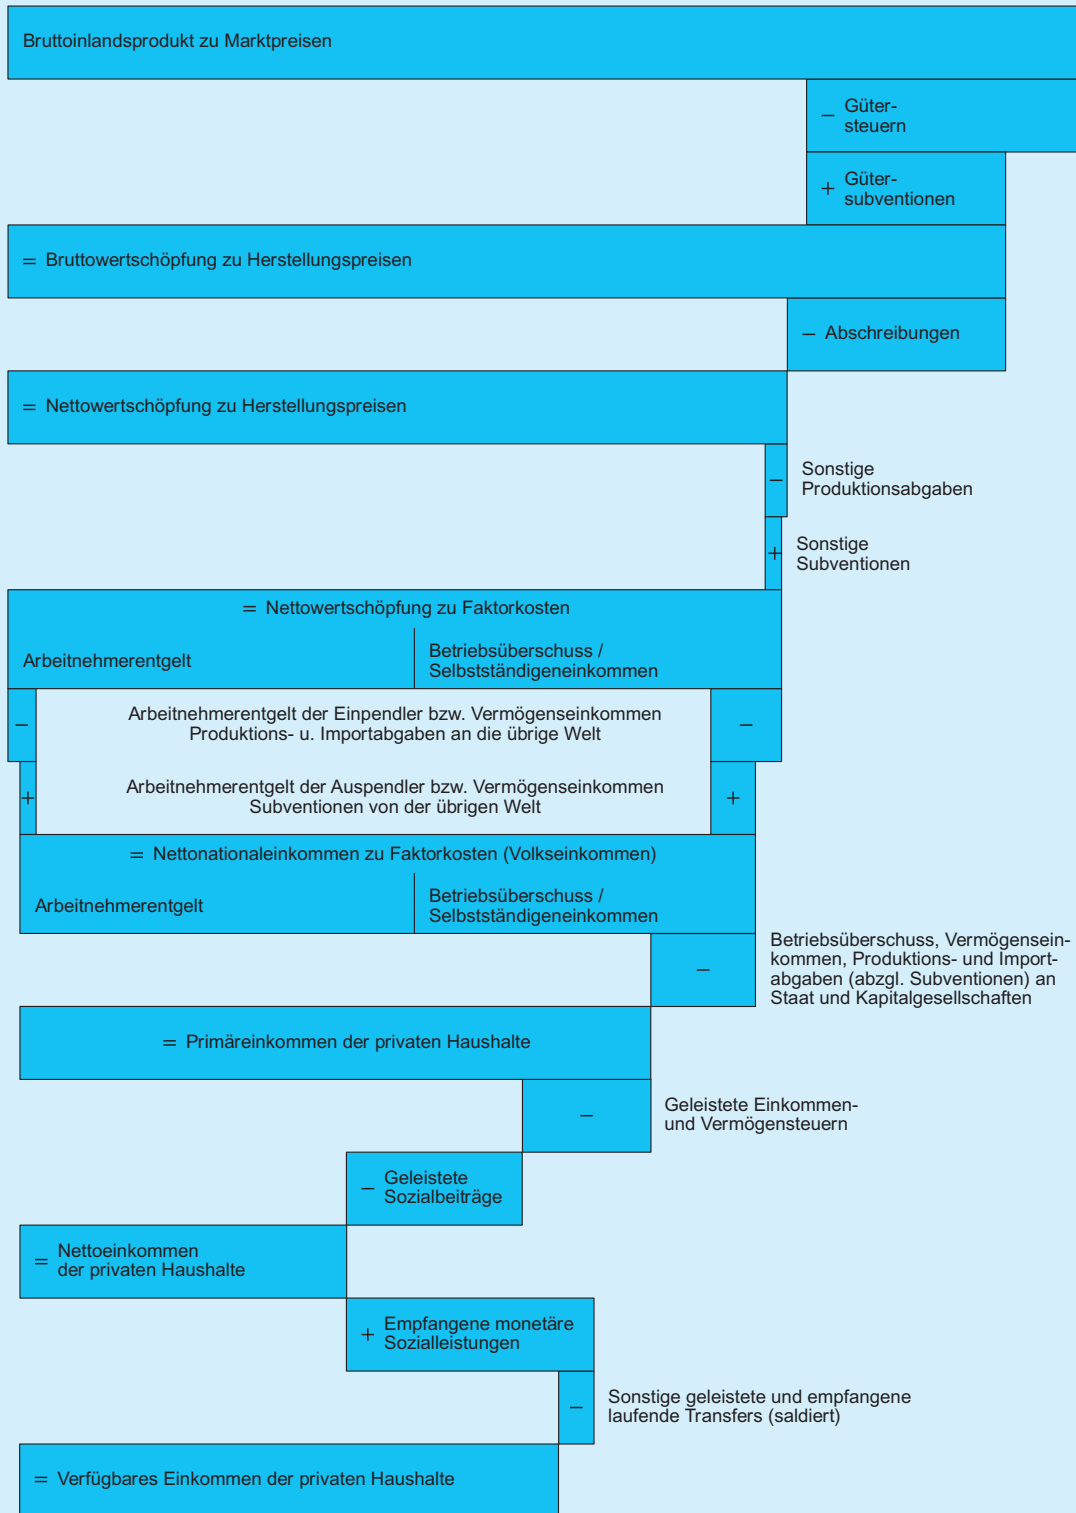 Bruttoinlandsprodukt zu Marktpreisen
− Güter-
steuern
+ Güter-
subventionen
= Bruttowertschöpfung zu Herstellungspreisen
− Abschreibungen
= Nettowertschöpfung zu Herstellungspreisen
− Sonstige
Produktionsabgaben
+ Sonstige
Subventionen
= Nettowertschöpfung zu Faktorkosten
Arbeitnehmerentgelt
Betriebsüberschuss /
Selbstständigeneinkommen
− Arbeitnehmerentgelt der Einpendler bzw. Vermögenseinkommen −
Produktions- u. Importabgaben an die übrige Welt
+ Arbeitnehmerentgelt der Auspendler bzw. Vermögenseinkommen +
Subventionen von der übrigen Welt
= Nettonationaleinkommen zu Faktorkosten (Volkseinkommen)
Arbeitnehmerentgelt
Betriebsüberschuss /
Selbstständigeneinkommen
− Betriebsüberschuss, Vermögensein-
kommen, Produktions- und Import-
abgaben (abzgl. Subventionen) an
Staat und Kapitalgesellschaften
= Primäreinkommen der privaten Haushalte
− Geleistete Einkommen-
und Vermögensteuern
− Geleistete
Sozialbeiträge
= Nettoeinkommen
der privaten Haushalte
+ Empfangene monetäre
Sozialleistungen
− Sonstige geleistete und empfangene
laufende Transfers (saldiert)
= Verfügbares Einkommen der privaten Haushalte